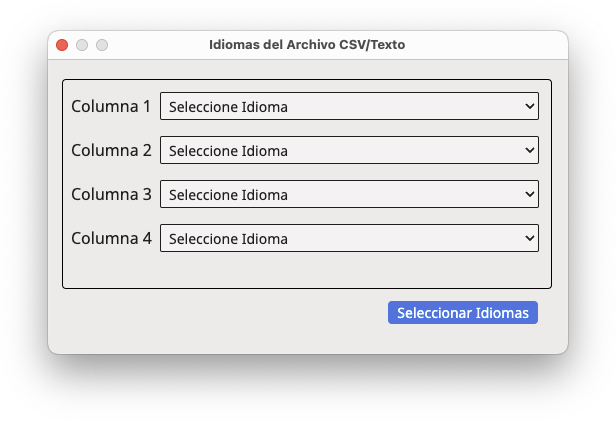 Idiomas del Archivo CSV/Texto
Columna 1 Seleccione Idioma
Columna 2 Seleccione Idioma
Columna 3 Seleccione Idioma
Columna 4 Seleccione Idioma
Seleccionar Idiomas